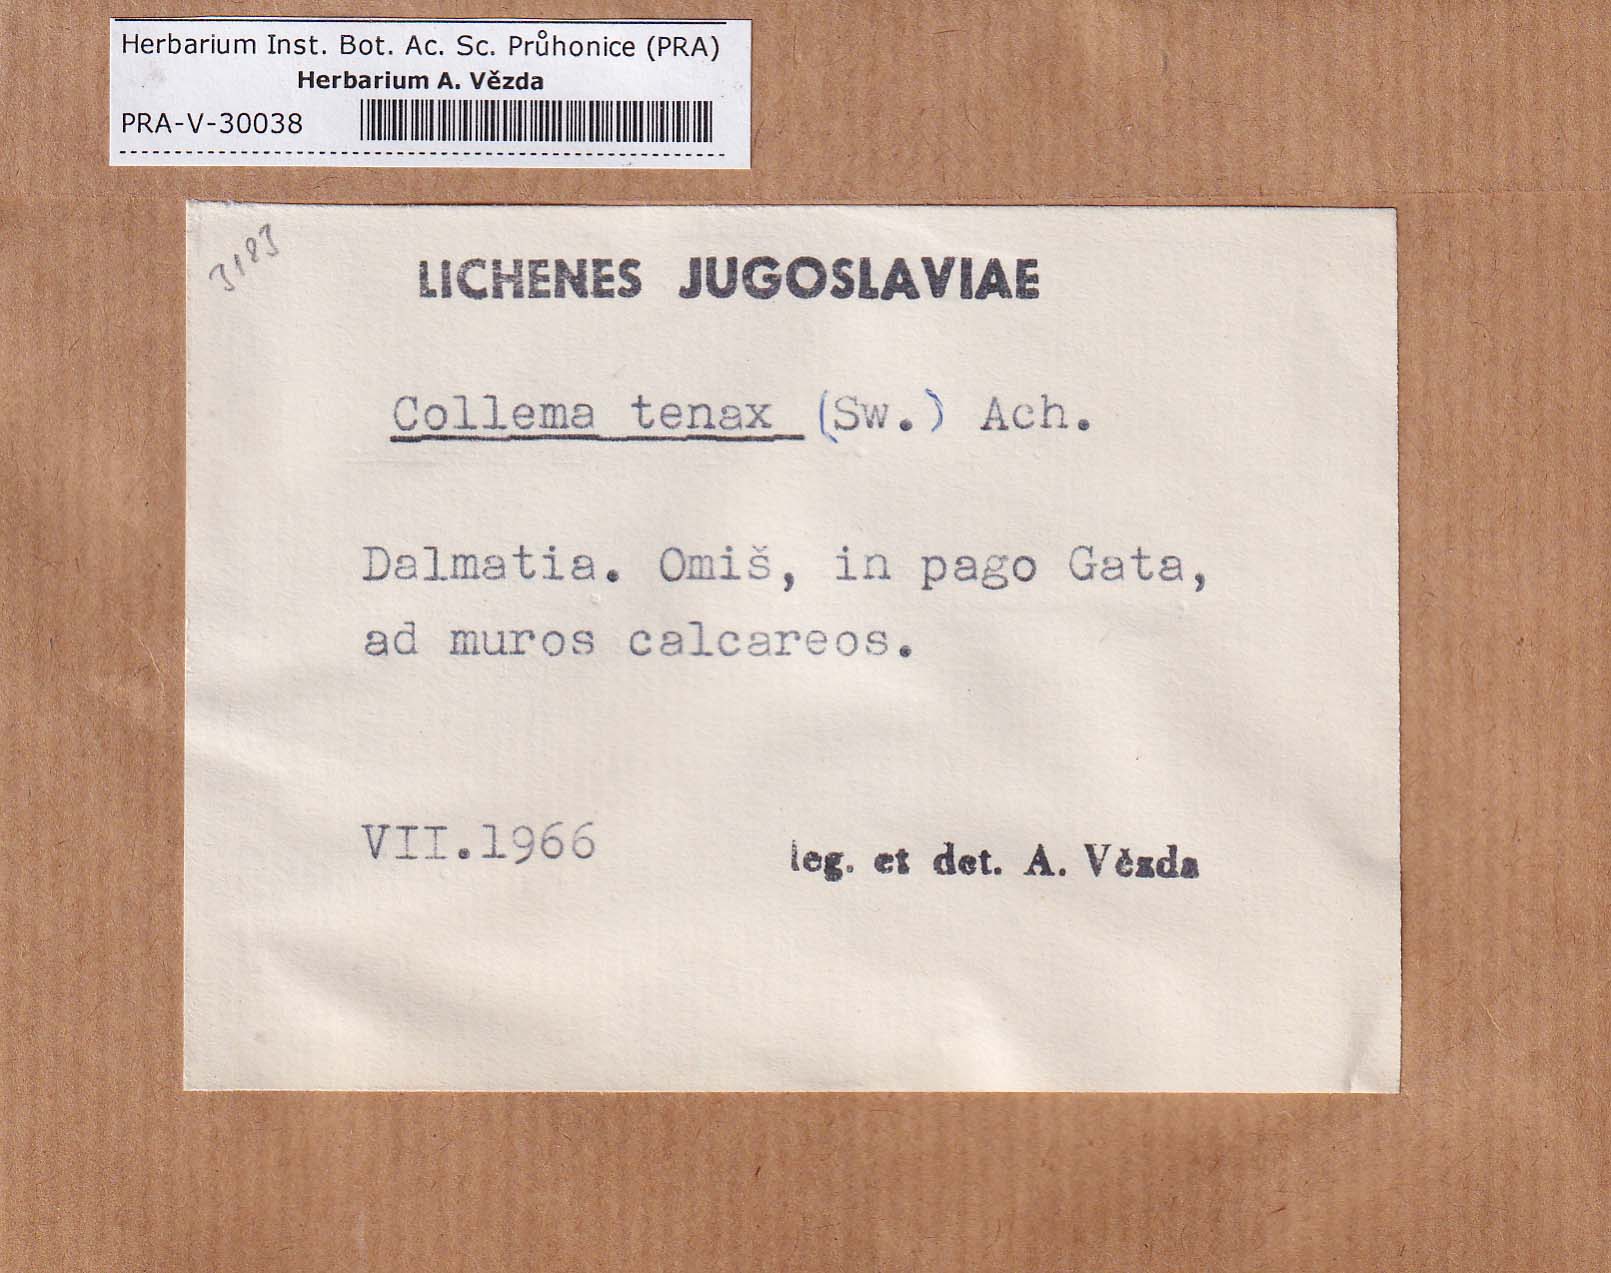 Herbarium Inst. Bot. Ac. Sc. Průhonice (PRA)
Herbarium A. Vězda
PRA-V-30038
3183
LICHENES JUGOSLAVIAE
Collema tenax (Sw.) Ach.
Dalmatia. Omiš, in pago Gata,
ad muros calcareos.
VII.1966
leg. et det. A. Vězda